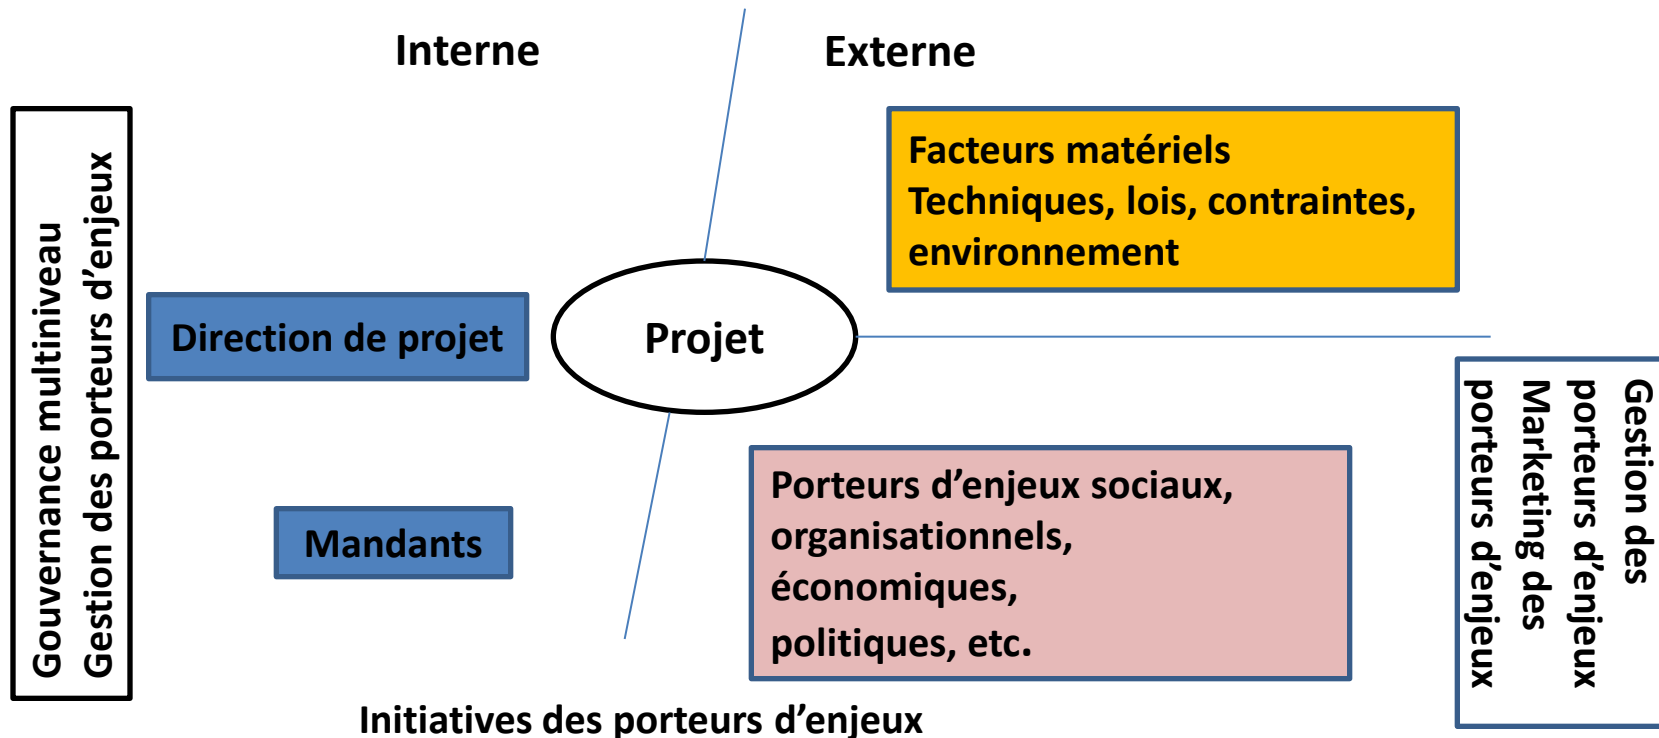 Interne
Externe
Gouvernance multiniveau
Gestion des porteurs d’enjeux
Facteurs matériels
Techniques, lois, contraintes,
environnement
Direction de projet
Projet
Mandants
Porteurs d’enjeux sociaux,
organisationnels,
économiques,
politiques, etc.
Gestion des
porteurs d’enjeux
Marketing des
porteurs d’enjeux
Initiatives des porteurs d’enjeux